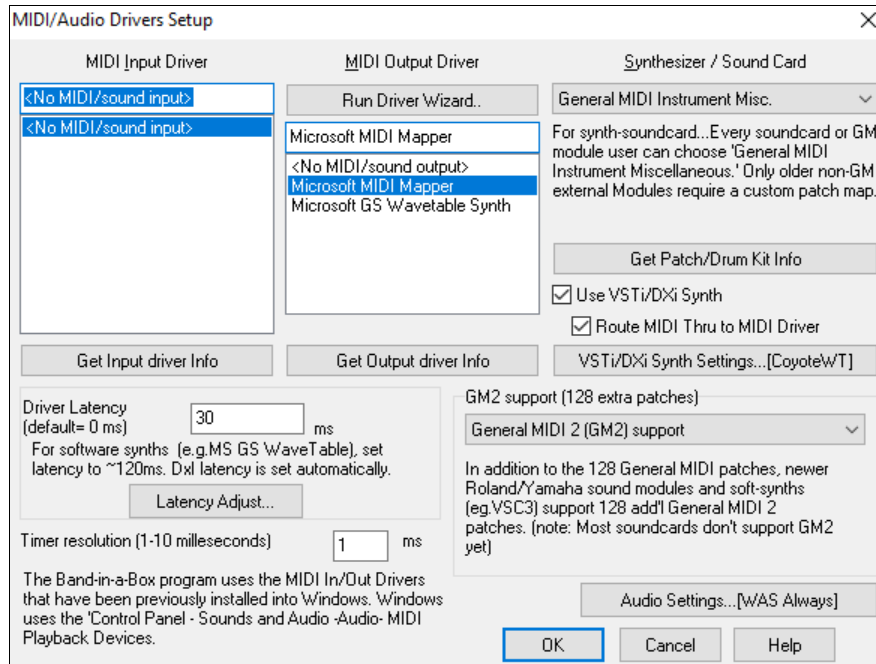 MIDI/Audio Drivers Setup
MIDI Input Driver
<No MIDI/sound input>
<No MIDI/sound input>
Get Input driver Info
MIDI Output Driver
Run Driver Wizard..
Microsoft MIDI Mapper
<No MIDI/sound output>
Microsoft MIDI Mapper
Microsoft GS Wavetable Synth
Get Output driver Info
Synthesizer / Sound Card
General MIDI Instrument Misc.
For synth-soundcard...Every soundcard or GM
module user can choose 'General MIDI
Instrument Miscellaneous.' Only older non-GM
external Modules require a custom patch map.
Get Patch/Drum Kit Info
Use VSTi/DXi Synth
Route MIDI Thru to MIDI Driver
VSTi/DXi Synth Settings...[CoyoteWT]
Driver Latency
(default= 0 ms)
30
ms
For software synths (e.g.MS GS WaveTable), set
latency to ~120ms. DxI latency is set automatically.
Latency Adjust...
Timer resolution (1-10 milleseconds)
1
ms
The Band-in-a-Box program uses the MIDI In/Out Drivers
that have been previously installed into Windows. Windows
uses the 'Control Panel - Sounds and Audio -Audio- MIDI
Playback Devices.
GM2 support (128 extra patches)
General MIDI 2 (GM2) support
In addition to the 128 General MIDI patches, newer
Roland/Yamaha sound modules and soft-synths
(eg.VSC3) support 128 add'l General MIDI 2
patches. (note: Most soundcards don't support GM2
yet)
Audio Settings...[WAS Always]
OK
Cancel
Help